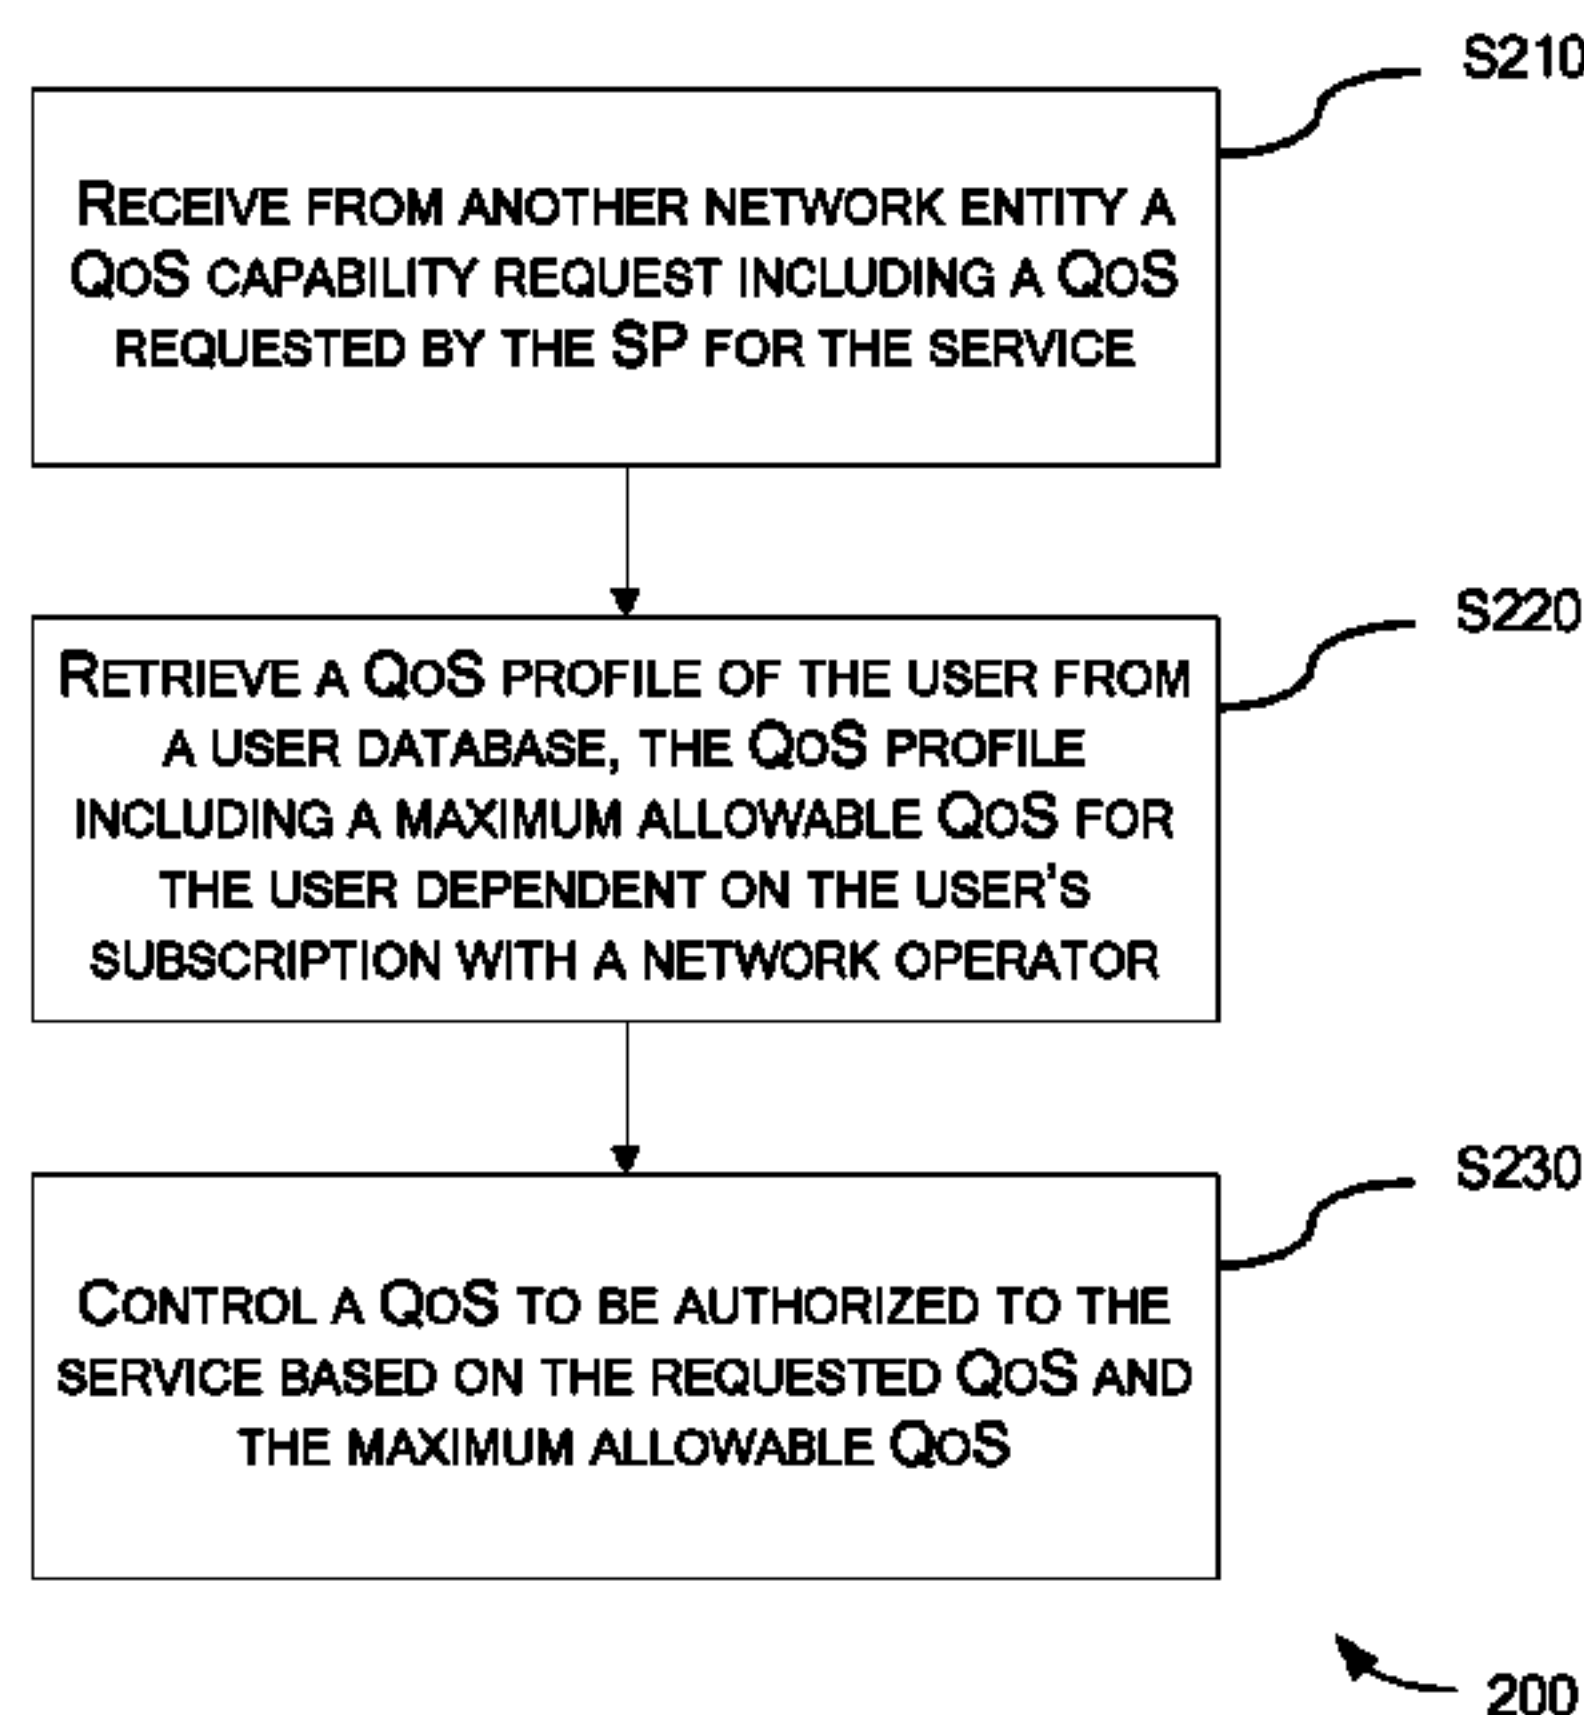 S210
RECEIVE FROM ANOTHER NETWORK ENTITY A
QOS CAPABILITY REQUEST INCLUDING A QOS
REQUESTED BY THE SP FOR THE SERVICE
S220
RETRIEVE A QOS PROFILE OF THE USER FROM
A USER DATABASE, THE QOS PROFILE
INCLUDING A MAXIMUM ALLOWABLE QOS FOR
THE USER DEPENDENT ON THE USER'S
SUBSCRIPTION WITH A NETWORK OPERATOR
S230
CONTROL A QOS TO BE AUTHORIZED TO THE
SERVICE BASED ON THE REQUESTED QOS AND
THE MAXIMUM ALLOWABLE QOS
200